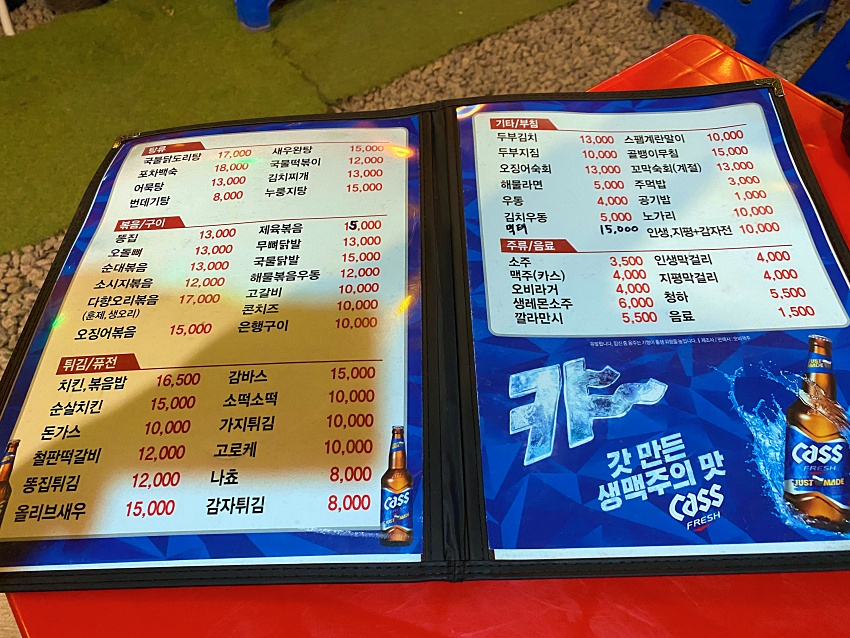 탕류
국물닭도리탕 17,000 새우완탕 15,000
포차백숙 18,000 국물떡볶이 12,000
어묵탕 13,000 김치찌개 13,000
번데기탕 8,000 누룽지탕 15,000
볶음/구이
똥집 13,000 제육볶음 15,000
오돌뼈 13,000 무뼈닭발 13,000
순대볶음 13,000 국물닭발 15,000
소시지볶음 12,000 해물볶음우동 12,000
다향오리볶음 17,000 고갈비 10,000
(훈제,생오리) 콘치즈 10,000
오징어볶음 15,000 은행구이 10,000
튀김/퓨전
치킨,볶음밥 16,500 감바스 15,000
순살치킨 15,000 소떡소떡 10,000
돈가스 10,000 가지튀김 10,000
철판떡갈비 12,000 고로케 10,000
똥집튀김 12,000 나쵸 8,000
올리브새우 15,000 감자튀김 8,000
Cass
기타/부침
두부김치 13,000 스팸계란말이 10,000
두부지짐 10,000 골뱅이무침 15,000
오징어숙회 13,000 꼬막숙회(계절) 13,000
해물라면 5,000 주먹밥 3,000
우동 4,000 공기밥 1,000
김치우동 5,000 노가리 10,000
먹태 15,000 인생,지평+감자전 10,000
주류/음료
소주 3,500 인생막걸리 4,000
맥주(카스) 4,000 지평막걸리 4,000
오비라거 4,000 청하 5,500
생레몬소주 6,000 음료 1,500
깔라만시 5,500
카
갓 만든
생맥주의 맛
Cass
FRESH
Cass
FRESH
JUST MADE